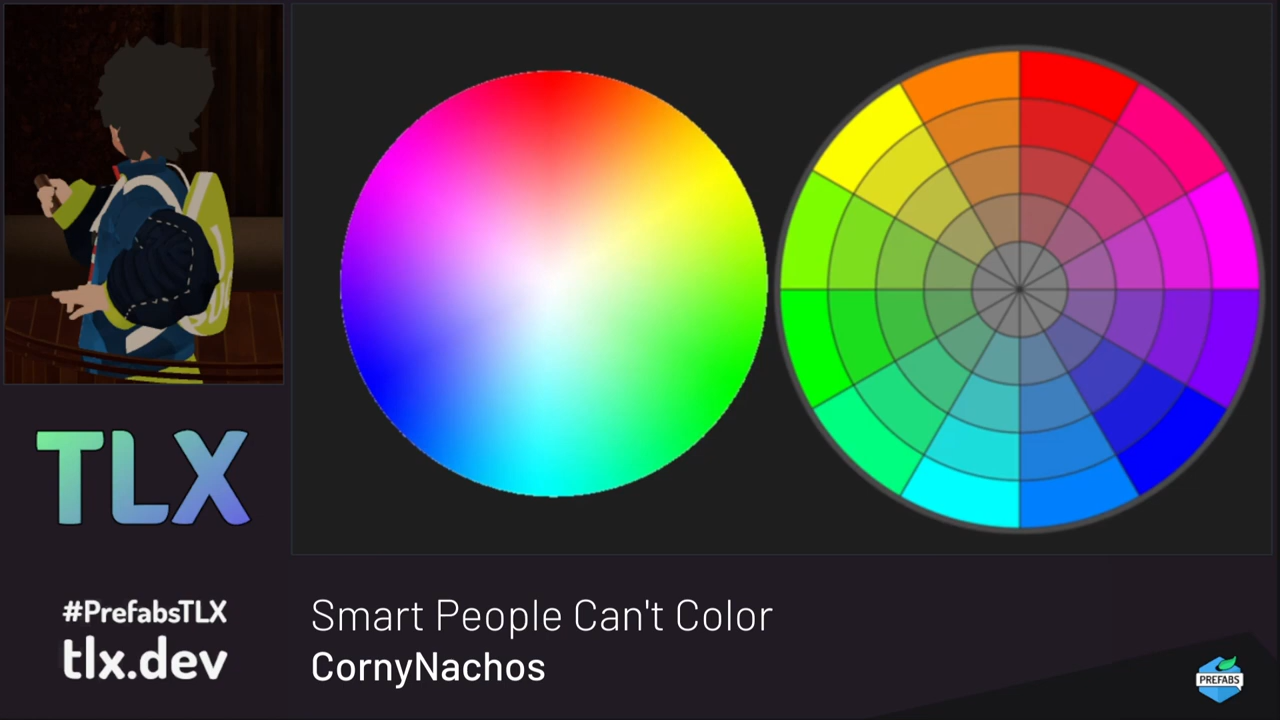 TLX
#PrefabsTLX
tlx.dev
Smart People Can't Color
CornyNachos
PREFABS